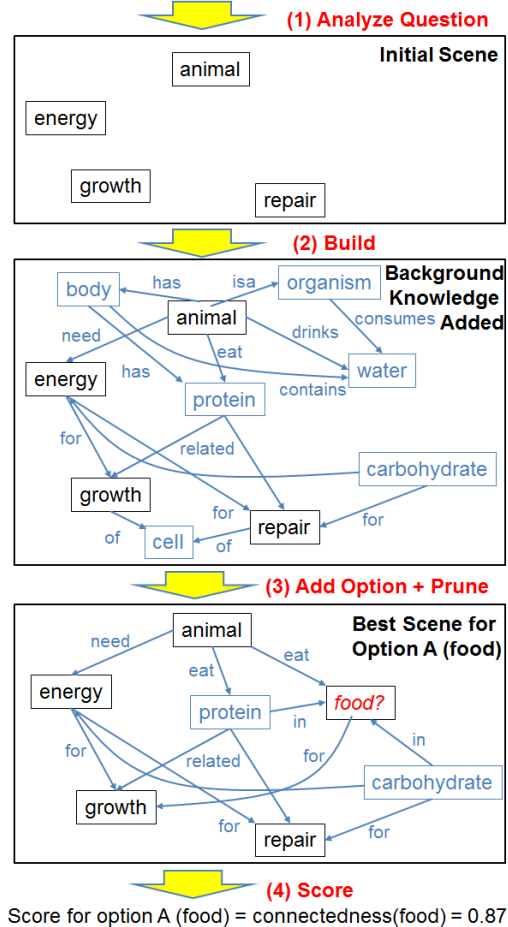 (1) Analyze Question
Initial Scene
animal
energy
growth
repair
(2) Build
Background
Knowledge
Added
body
has
isa
organism
animal
consumes
need
drinks
eat
energy
has
water
contains
protein
for
related
carbohydrate
growth
for
repair
for
of
cell
of
(3) Add Option + Prune
Best Scene for
Option A (food)
animal
need
eat
eat
energy
protein
in
food?
for
related
for
in
carbohydrate
growth
for
repair
for
(4) Score
Score for option A (food) = connectedness(food) = 0.87